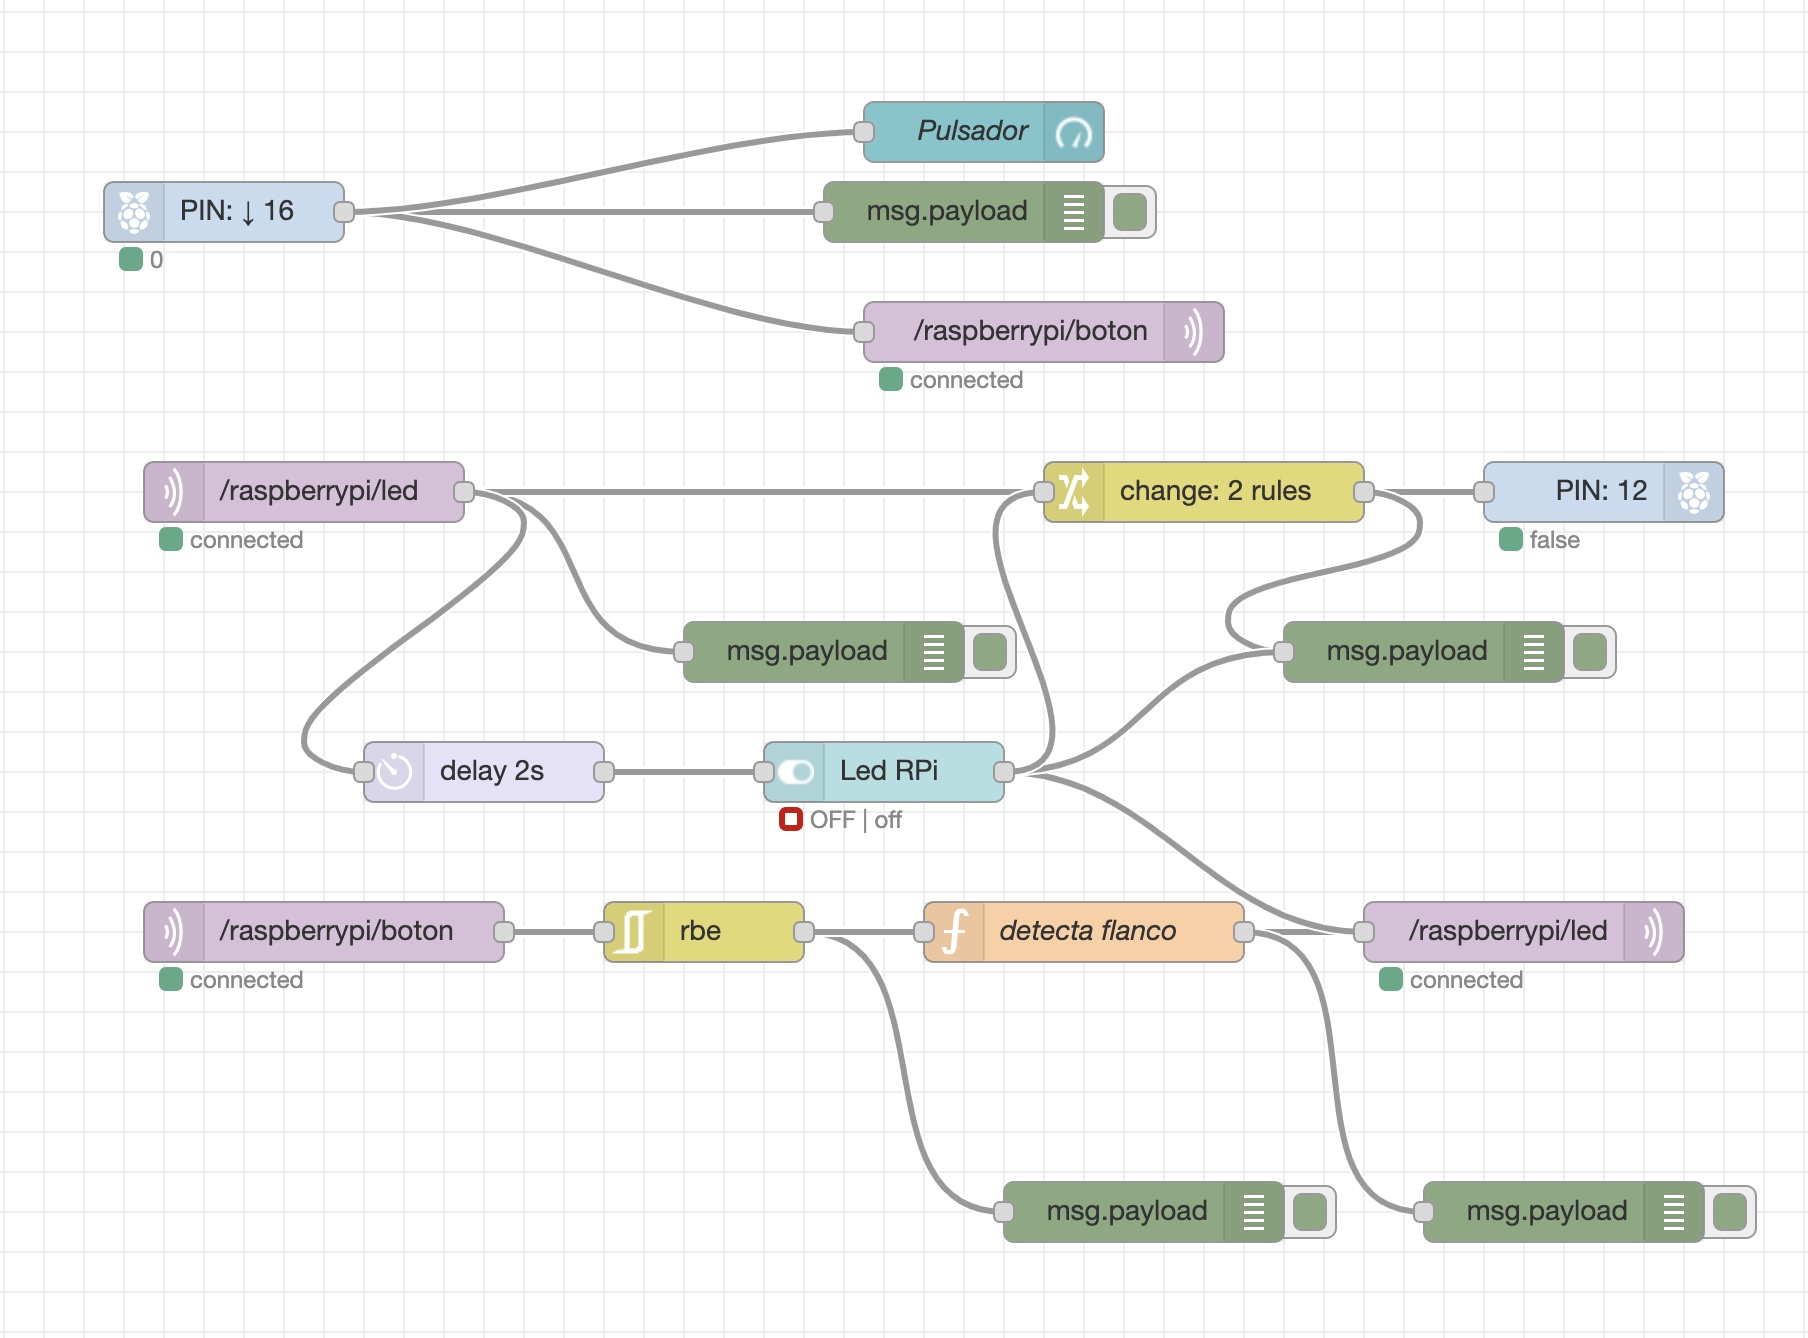 Pulsador
PIN: ↓ 16
msg.payload
0
/raspberrypi/boton
connected
/raspberrypi/led
change: 2 rules
PIN: 12
connected
false
msg.payload
msg.payload
delay 2s
Led RPi
OFF | off
/raspberrypi/boton
rbe
detecta flanco
/raspberrypi/led
connected
connected
msg.payload
msg.payload